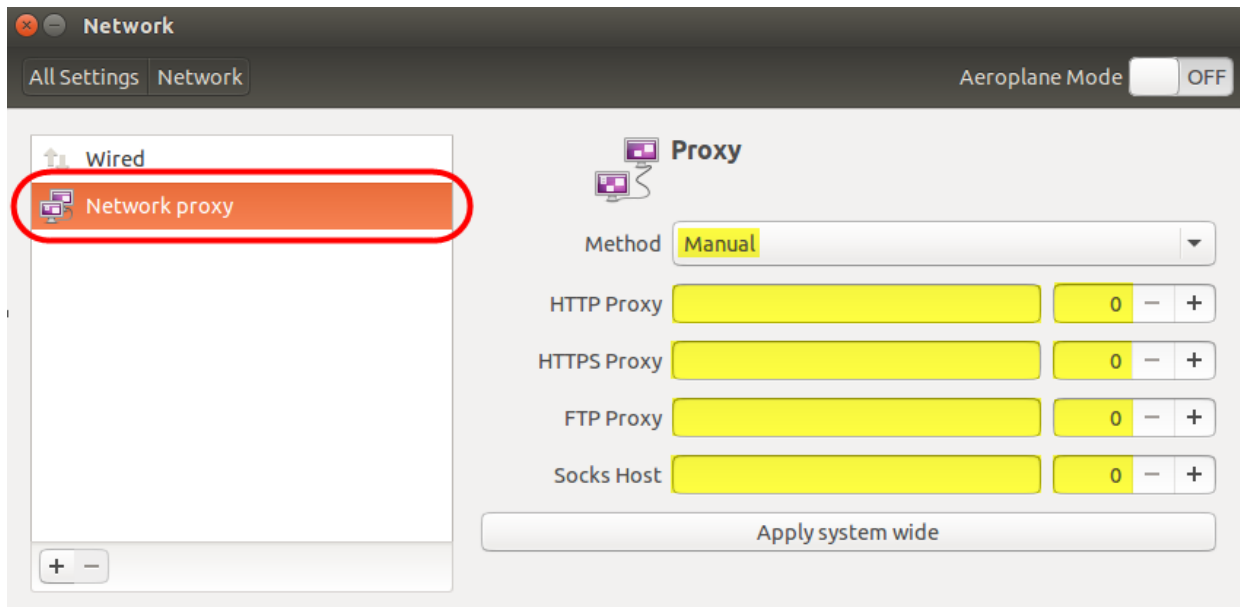 Network
All Settings Network Aeroplane Mode OFF
Wired
Network proxy
Proxy
Method Manual
HTTP Proxy 0 − +
HTTPS Proxy 0 − +
FTP Proxy 0 − +
Socks Host 0 − +
Apply system wide
+ −